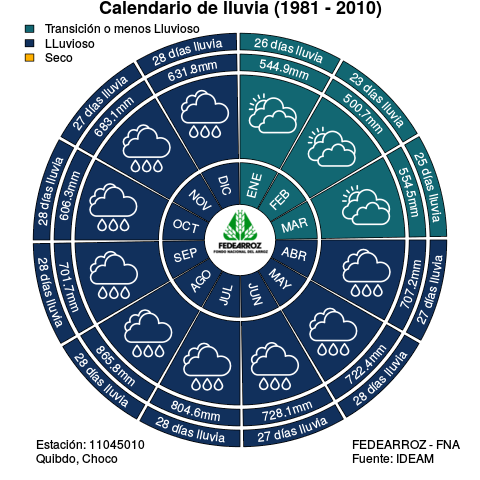 Calendario de lluvia (1981 - 2010)
Transición o menos Lluvioso
LLuvioso
Seco
26 días lluvia
544.9mm
ENE
23 días lluvia
500.7mm
FEB
25 días lluvia
554.5mm
MAR
27 días lluvia
707.2mm
ABR
28 días lluvia
722.4mm
MAY
27 días lluvia
728.1mm
JUN
28 días lluvia
804.6mm
JUL
28 días lluvia
865.8mm
AGO
28 días lluvia
701.7mm
SEP
28 días lluvia
606.3mm
OCT
27 días lluvia
683.1mm
NOV
28 días lluvia
631.8mm
DIC
FEDEARROZ
FONDO NACIONAL DEL ARROZ
Estación: 11045010
Quibdo, Choco
FEDEARROZ - FNA
Fuente: IDEAM